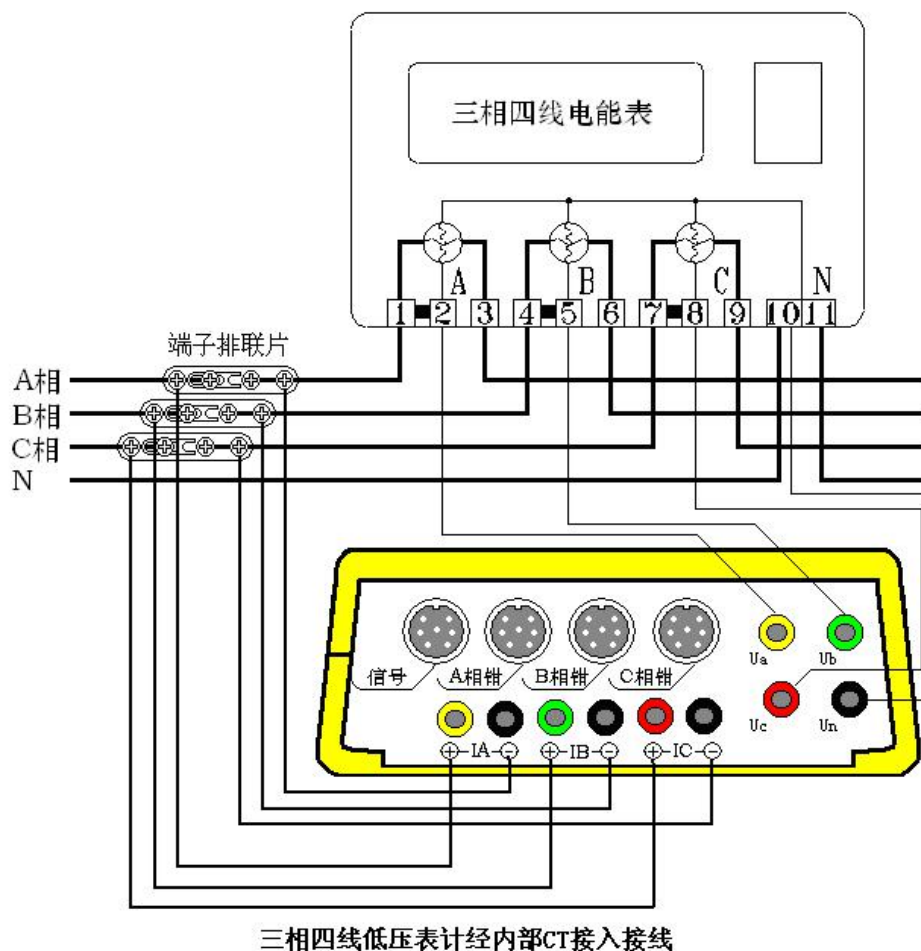 三相四线电能表
A B C N
1 2 3 4 5 6 7 8 9 10 11
端子排联片
A相
B相
C相
N
信号 A相钳 B相钳 C相钳
Ua Ub
Uc Un
+ IA - + IB - + IC -
三相四线低压表计经内部CT接入接线